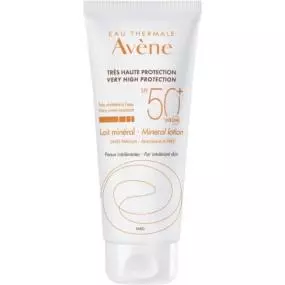 EAU THERMALE
Avène
TRÈS HAUTE PROTECTION
VERY HIGH PROTECTION
SPF 50+
Lait minéral - Mineral lotion
Peaux intolérantes - For intolerant skin